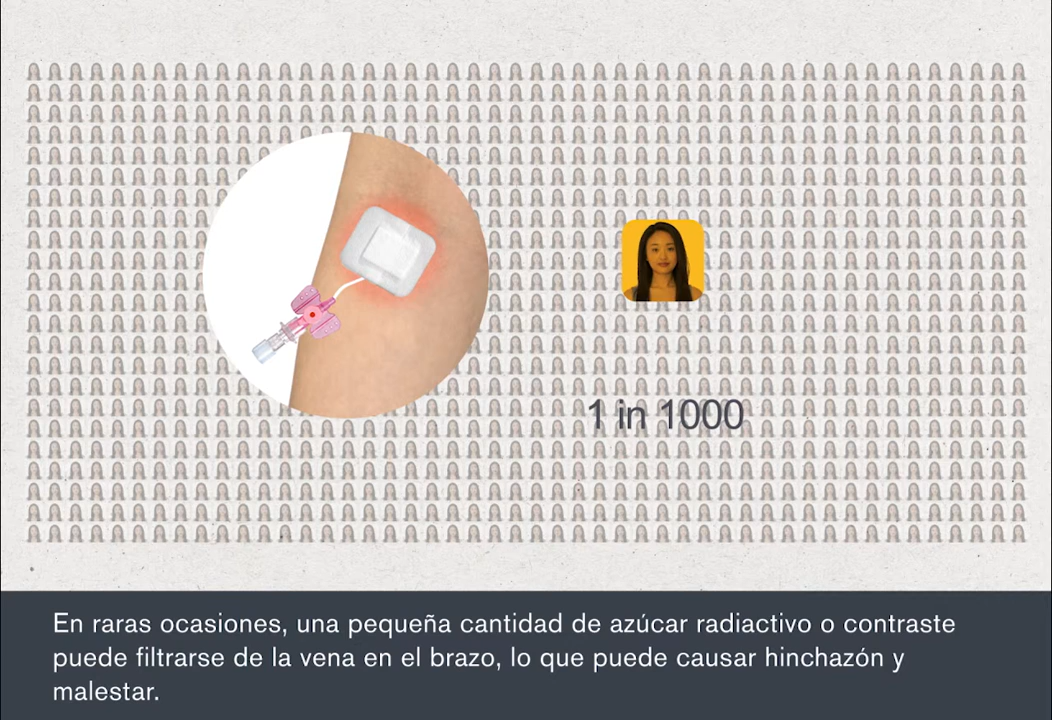 1 in 1000
En raras ocasiones, una pequeña cantidad de azúcar radiactivo o contraste
puede filtrarse de la vena en el brazo, lo que puede causar hinchazón y
malestar.